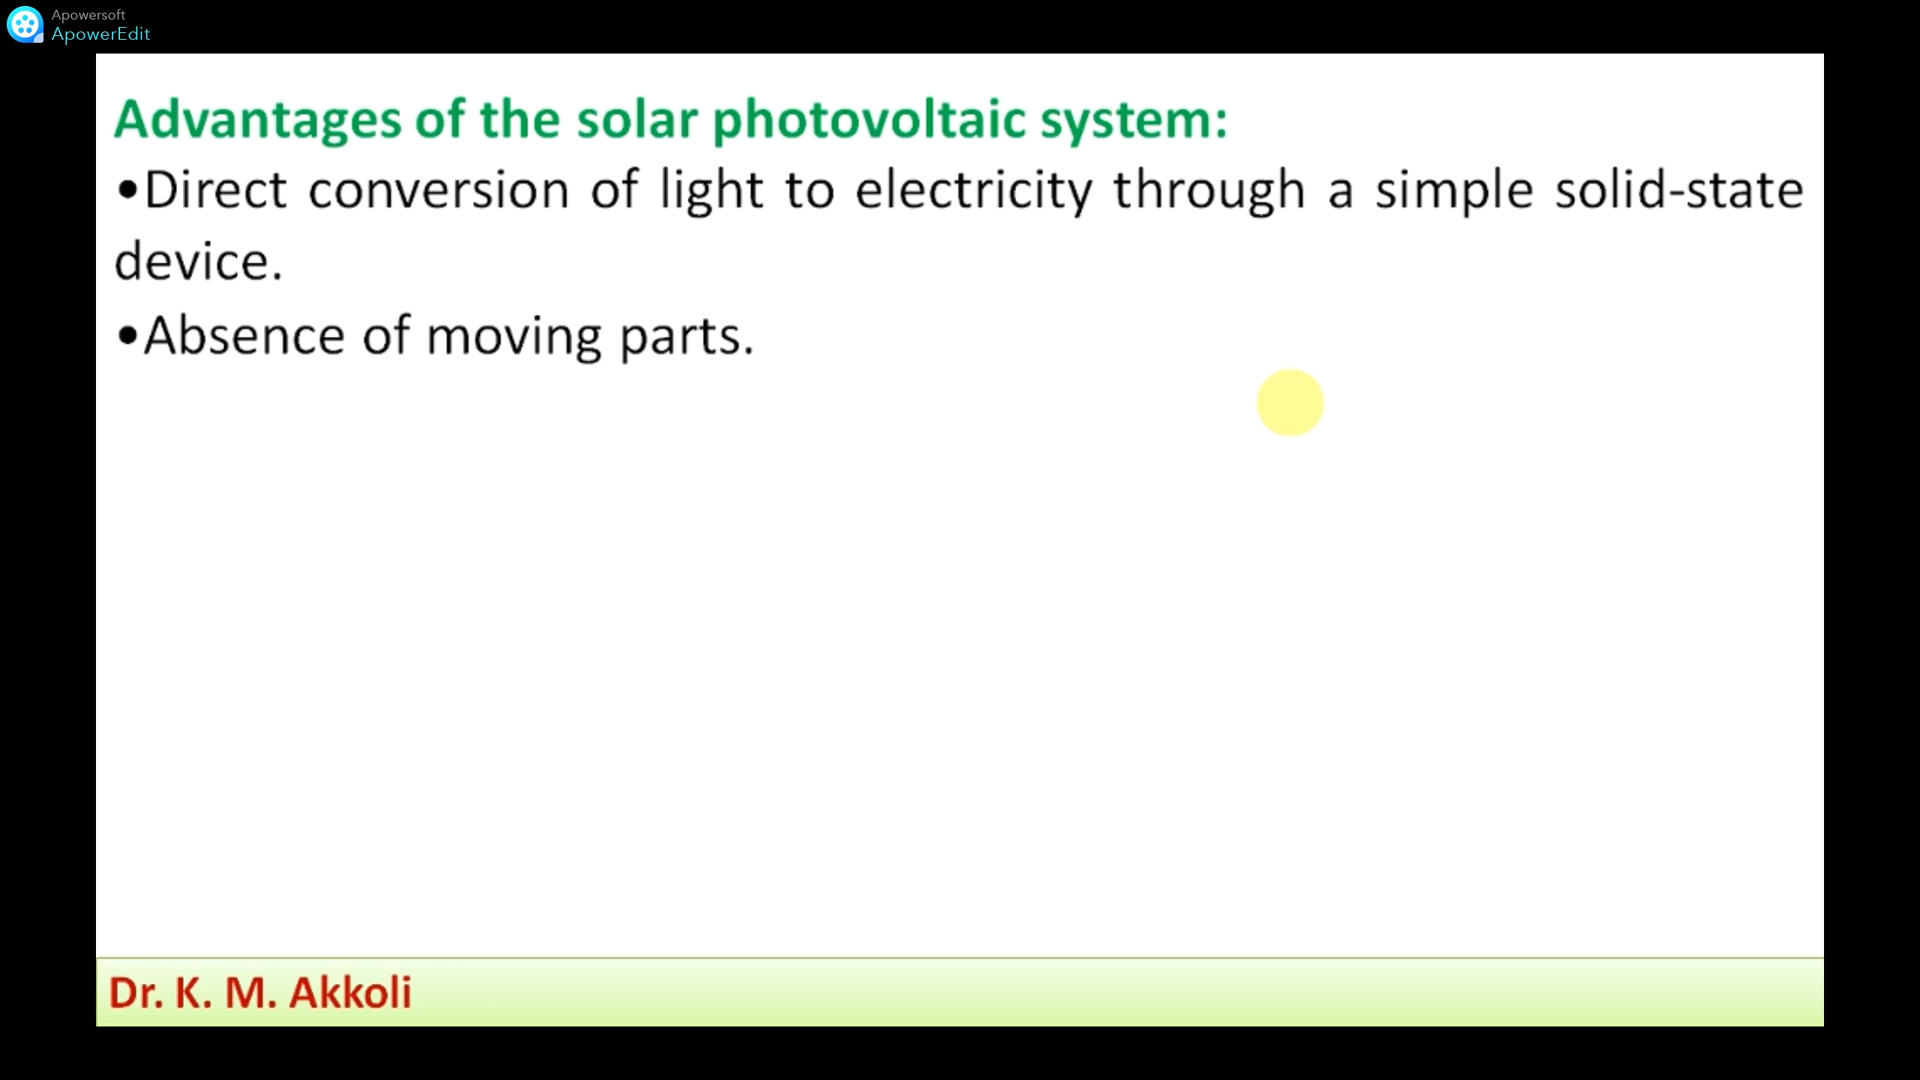 Apowersoft
ApowerEdit
Advantages of the solar photovoltaic system:
•Direct conversion of light to electricity through a simple solid-state
device.
•Absence of moving parts.
Dr. K. M. Akkoli